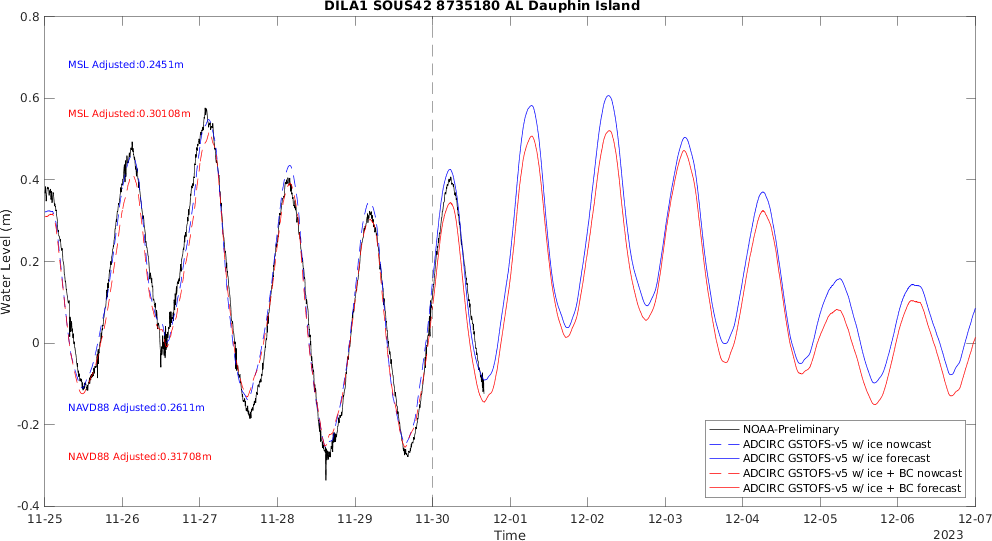 DILA1 SOUS42 8735180 AL Dauphin Island
0.8
0.6
0.4
0.2
0
-0.2
-0.4
Water Level (m)
MSL Adjusted:0.2451m
MSL Adjusted:0.30108m
NAVD88 Adjusted:0.2611m
NAVD88 Adjusted:0.31708m
NOAA-Preliminary
ADCIRC GSTOFS-v5 w/ ice nowcast
ADCIRC GSTOFS-v5 w/ ice forecast
ADCIRC GSTOFS-v5 w/ ice + BC nowcast
ADCIRC GSTOFS-v5 w/ ice + BC forecast
11-25 11-26 11-27 11-28 11-29 11-30 12-01 12-02 12-03 12-04 12-05 12-06 12-07
Time
2023